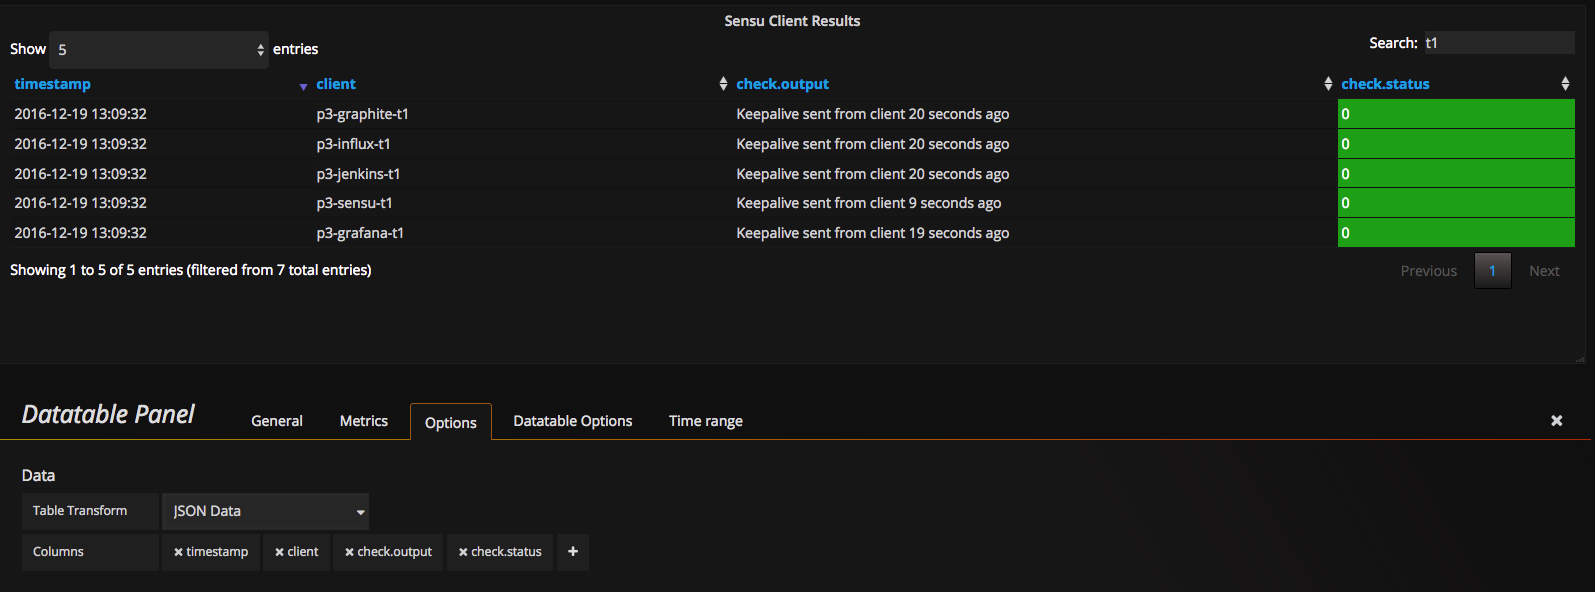 Sensu Client Results
Show 5 entries Search: t1
timestamp client check.output check.status
2016-12-19 13:09:32 p3-graphite-t1 Keepalive sent from client 20 seconds ago 0
2016-12-19 13:09:32 p3-influx-t1 Keepalive sent from client 20 seconds ago 0
2016-12-19 13:09:32 p3-jenkins-t1 Keepalive sent from client 20 seconds ago 0
2016-12-19 13:09:32 p3-sensu-t1 Keepalive sent from client 9 seconds ago 0
2016-12-19 13:09:32 p3-grafana-t1 Keepalive sent from client 19 seconds ago 0
Showing 1 to 5 of 5 entries (filtered from 7 total entries) Previous 1 Next
Datatable Panel General Metrics Options Datatable Options Time range
Data
Table Transform JSON Data
Columns timestamp client check.output check.status